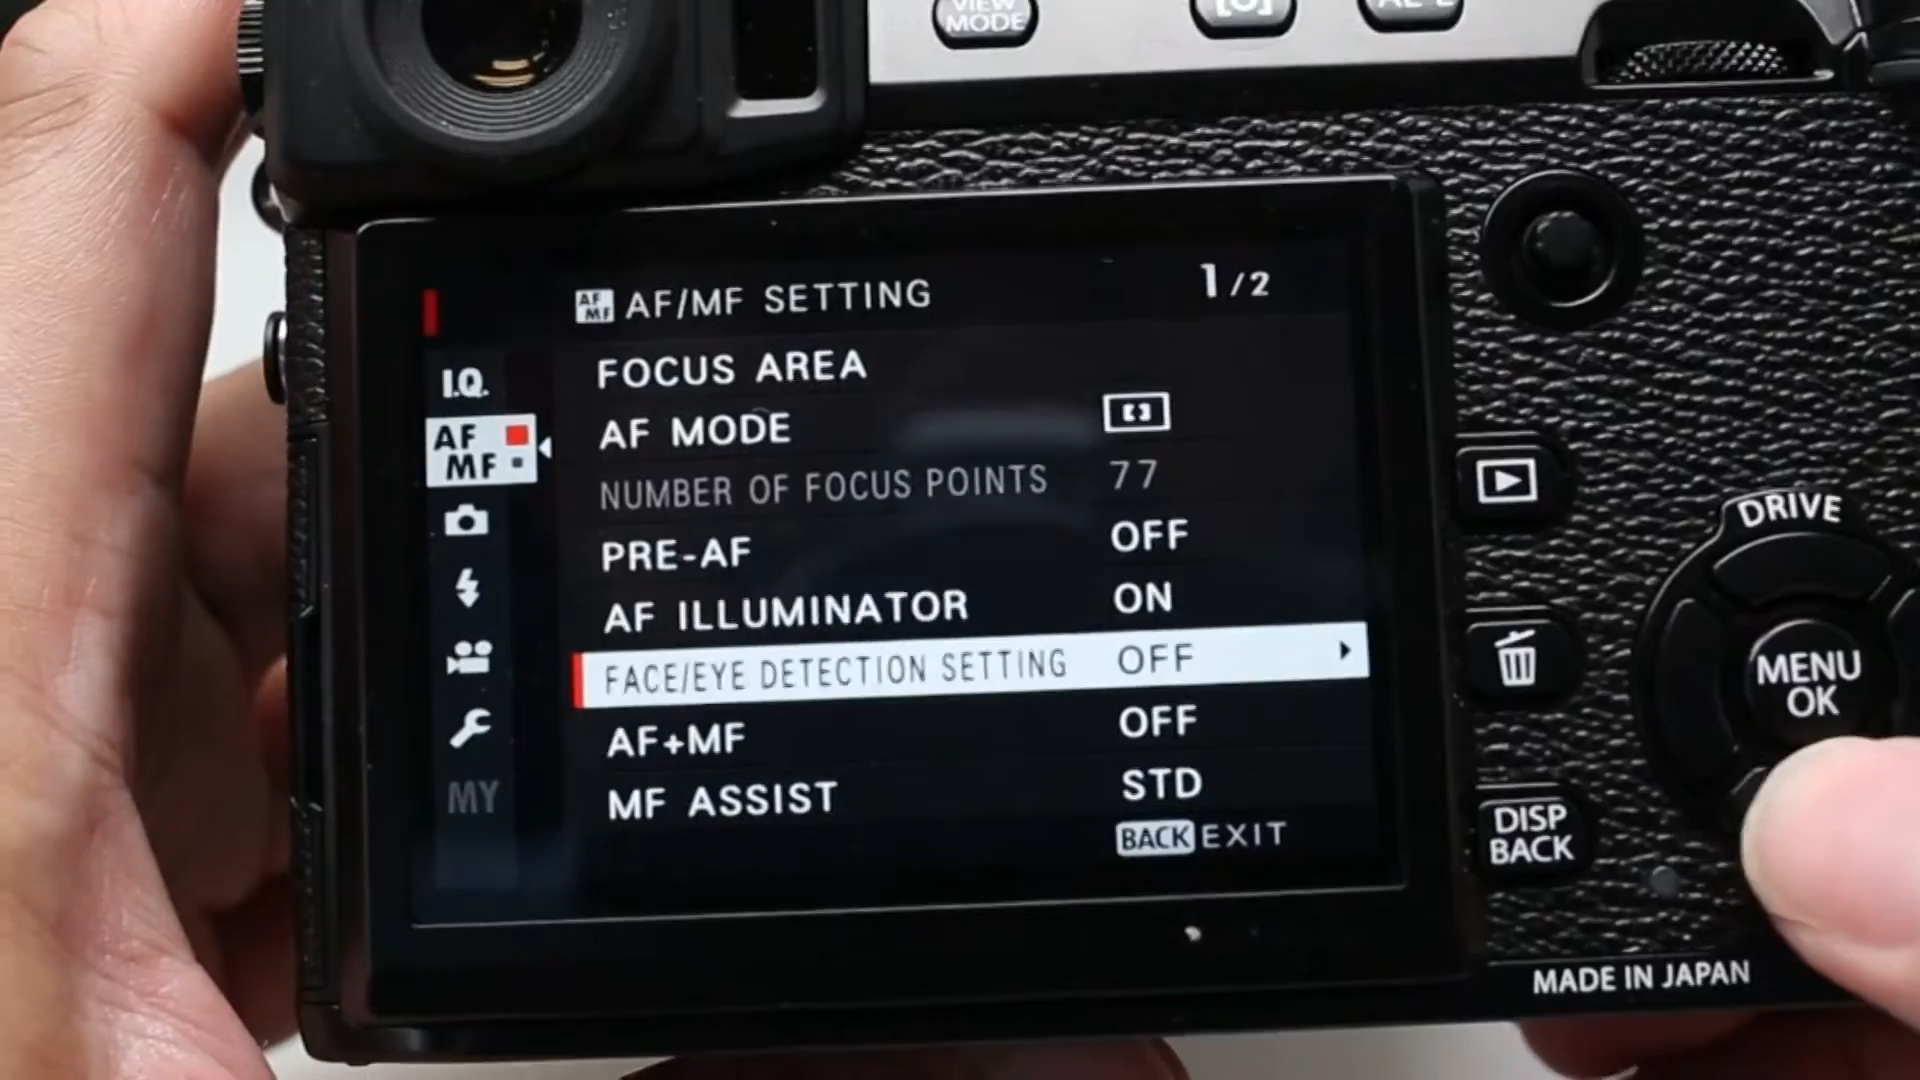 VIEW
MODE
AF MF AF/MF SETTING 1/2
I.Q.
AF
MF
MY
FOCUS AREA
AF MODE
NUMBER OF FOCUS POINTS 77
PRE-AF OFF
AF ILLUMINATOR ON
FACE/EYE DETECTION SETTING OFF
AF+MF OFF
MF ASSIST STD
BACK EXIT
DRIVE
MENU
OK
DISP
BACK
MADE IN JAPAN